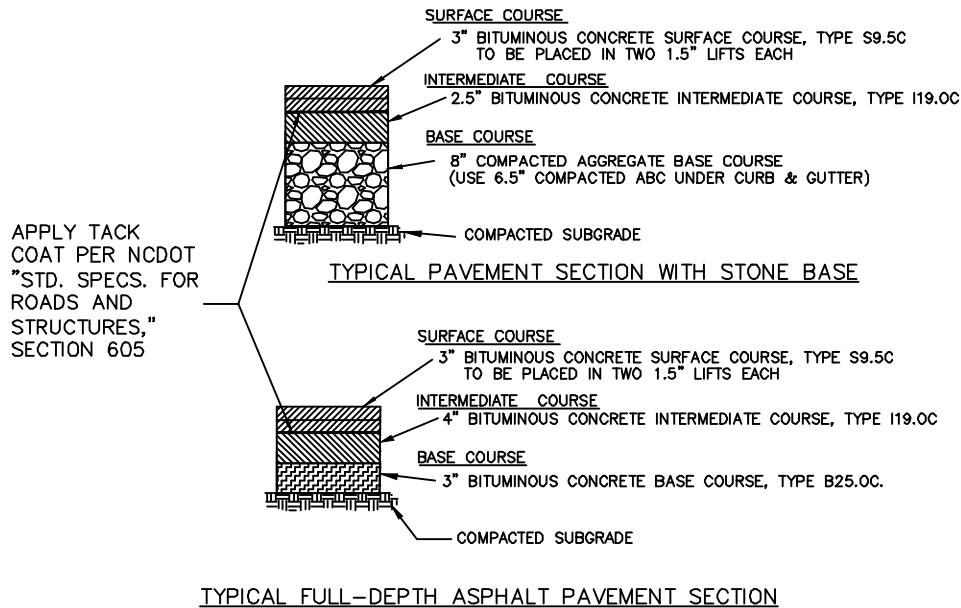 SURFACE COURSE
3" BITUMINOUS CONCRETE SURFACE COURSE, TYPE S9.5C
TO BE PLACED IN TWO 1.5" LIFTS EACH
INTERMEDIATE COURSE
2.5" BITUMINOUS CONCRETE INTERMEDIATE COURSE, TYPE I19.0C
BASE COURSE
8" COMPACTED AGGREGATE BASE COURSE
(USE 6.5" COMPACTED ABC UNDER CURB & GUTTER)
COMPACTED SUBGRADE
TYPICAL PAVEMENT SECTION WITH STONE BASE
APPLY TACK
COAT PER NCDOT
"STD. SPECS. FOR
ROADS AND
STRUCTURES,"
SECTION 605
SURFACE COURSE
3" BITUMINOUS CONCRETE SURFACE COURSE, TYPE S9.5C
TO BE PLACED IN TWO 1.5" LIFTS EACH
INTERMEDIATE COURSE
4" BITUMINOUS CONCRETE INTERMEDIATE COURSE, TYPE I19.0C
BASE COURSE
3" BITUMINOUS CONCRETE BASE COURSE, TYPE B25.0C.
COMPACTED SUBGRADE
TYPICAL FULL-DEPTH ASPHALT PAVEMENT SECTION